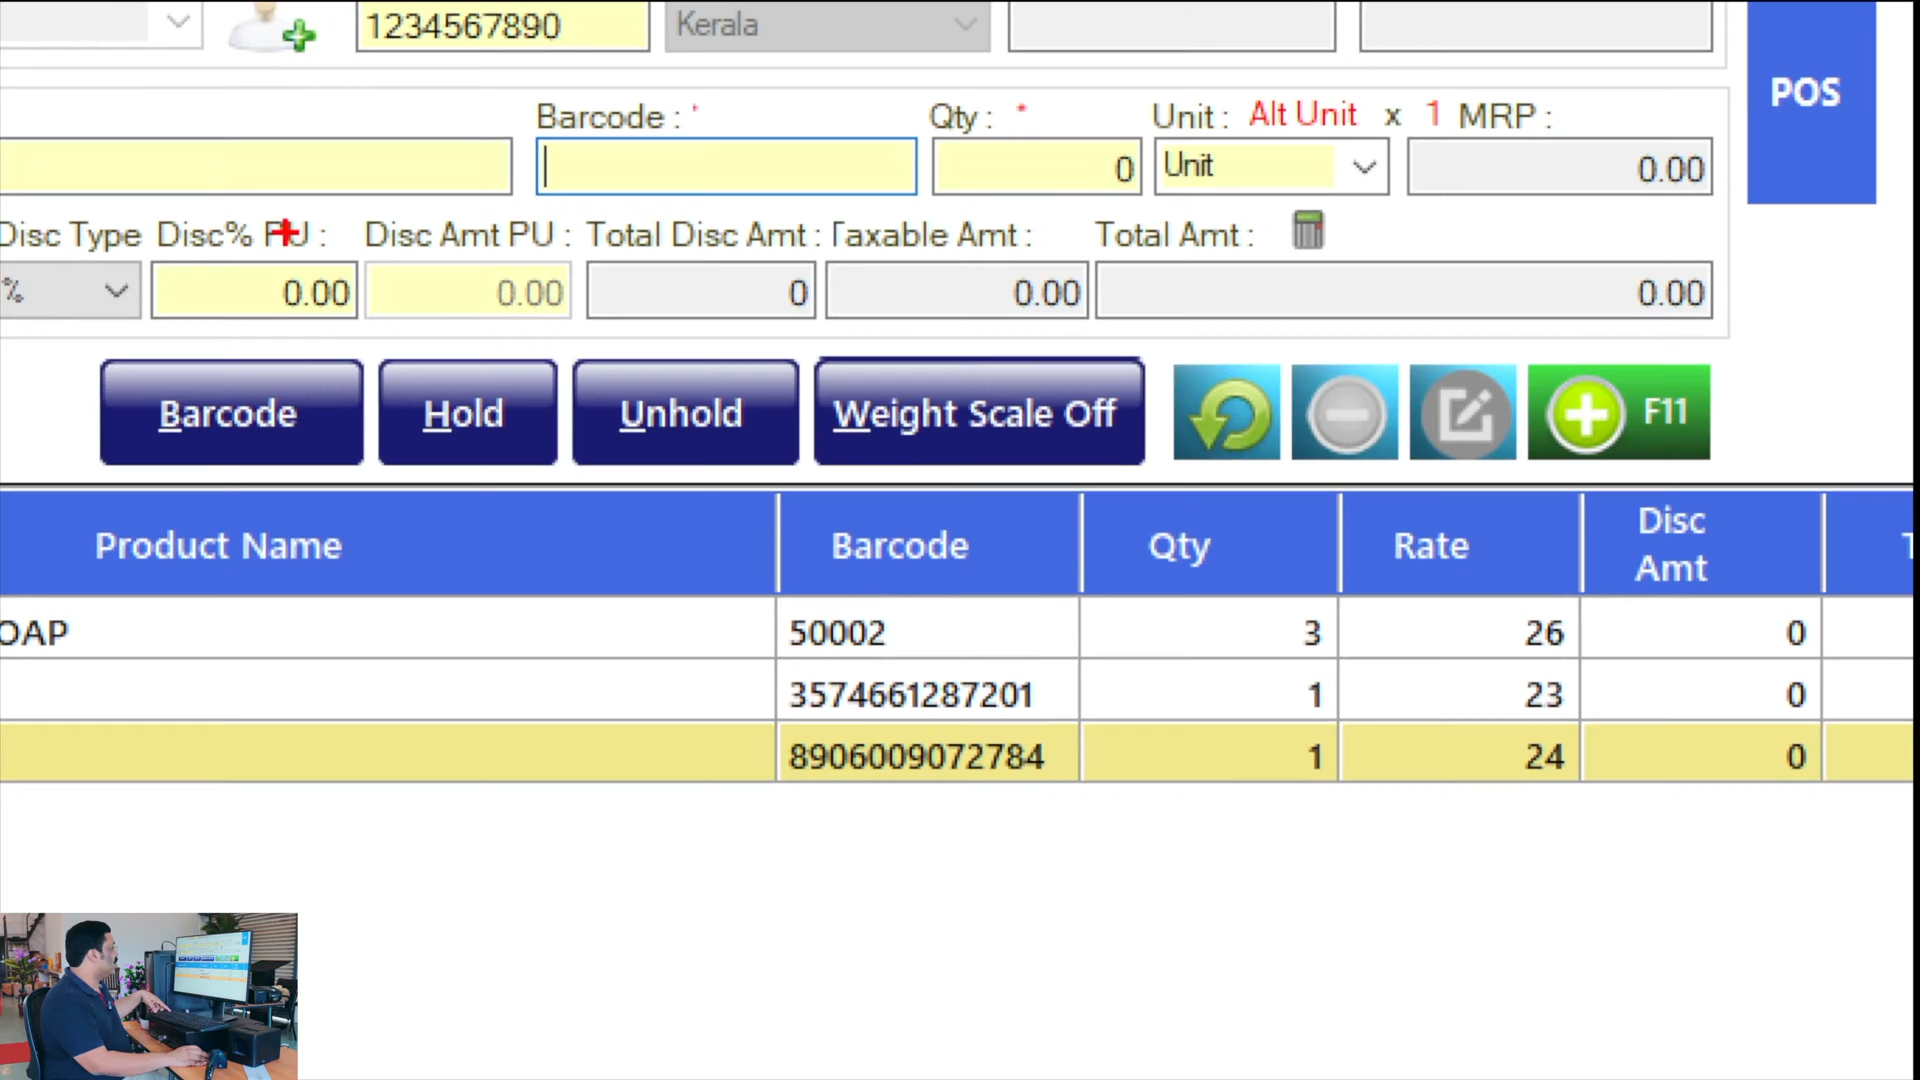 1234567890 Kerala
POS
Barcode : * Qty : * Unit : Alt Unit x 1 MRP :
0 Unit 0.00
Disc Type Disc% PU : Disc Amt PU : Total Disc Amt : Taxable Amt : Total Amt :
% 0.00 0.00 0 0.00 0.00
Barcode Hold Unhold Weight Scale Off F11
Product Name Barcode Qty Rate Disc Amt T
OAP 50002 3 26 0
3574661287201 1 23 0
8906009072784 1 24 0